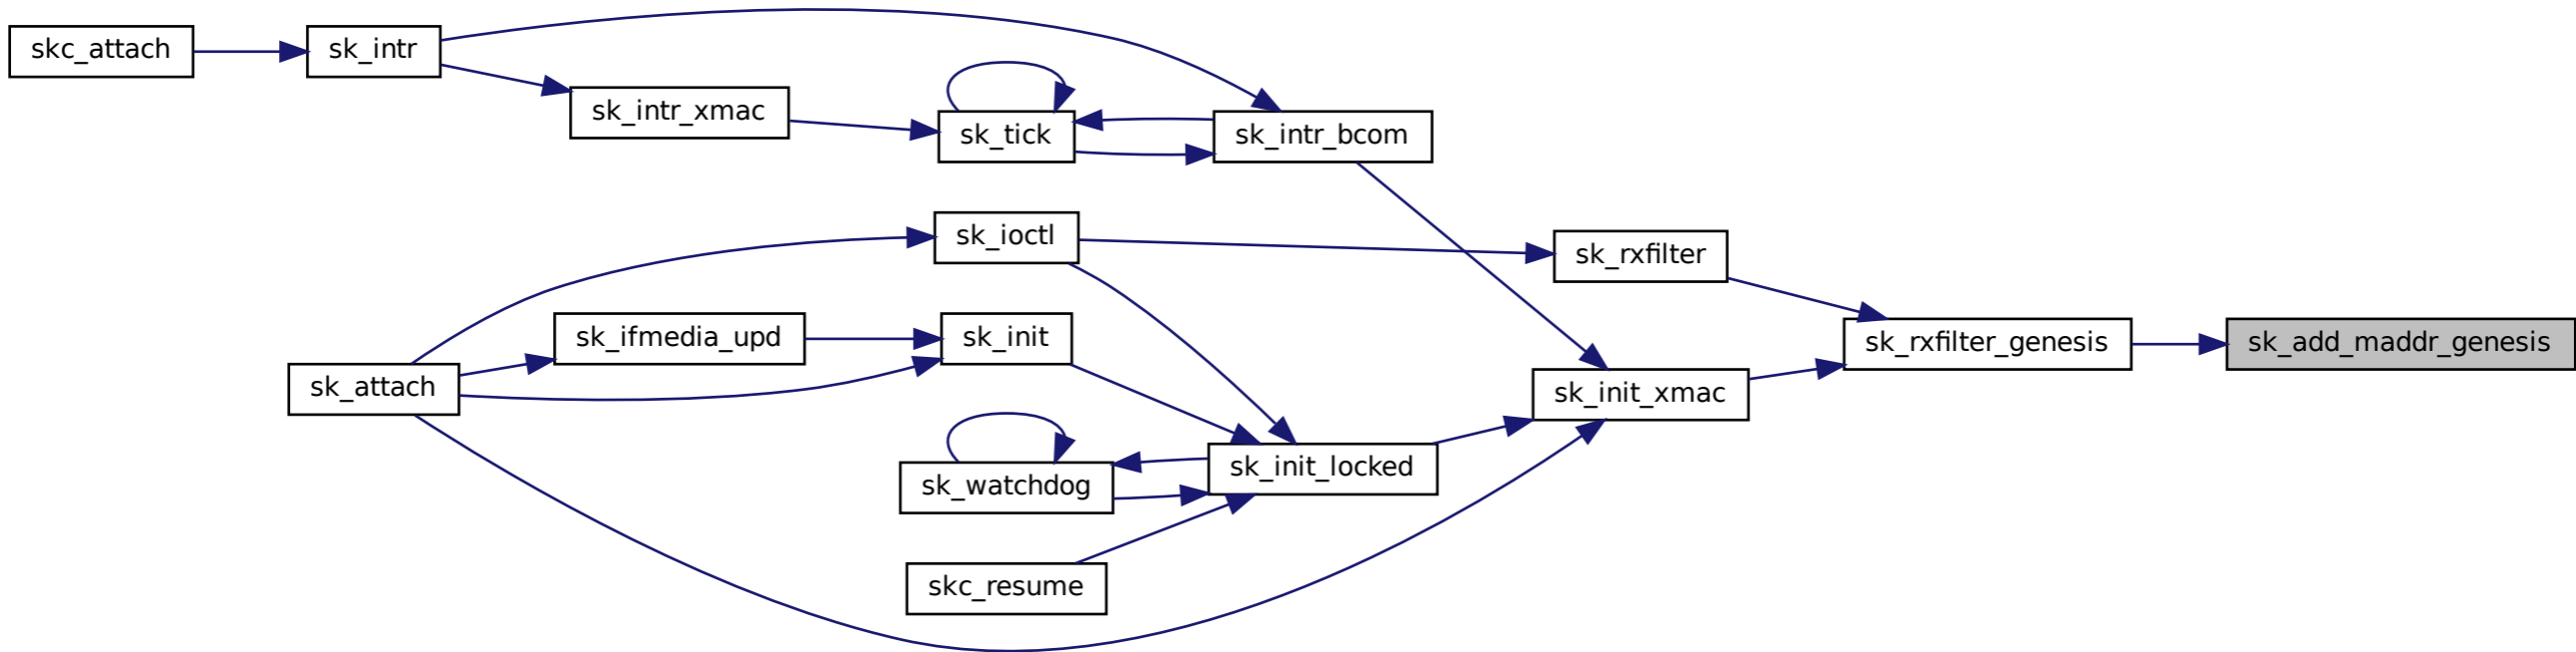 skc_attach
sk_intr
sk_intr_xmac
sk_tick
sk_intr_bcom
sk_ioctl
sk_rxfilter
sk_ifmedia_upd
sk_init
sk_rxfilter_genesis
sk_add_maddr_genesis
sk_attach
sk_init_xmac
sk_init_locked
sk_watchdog
skc_resume